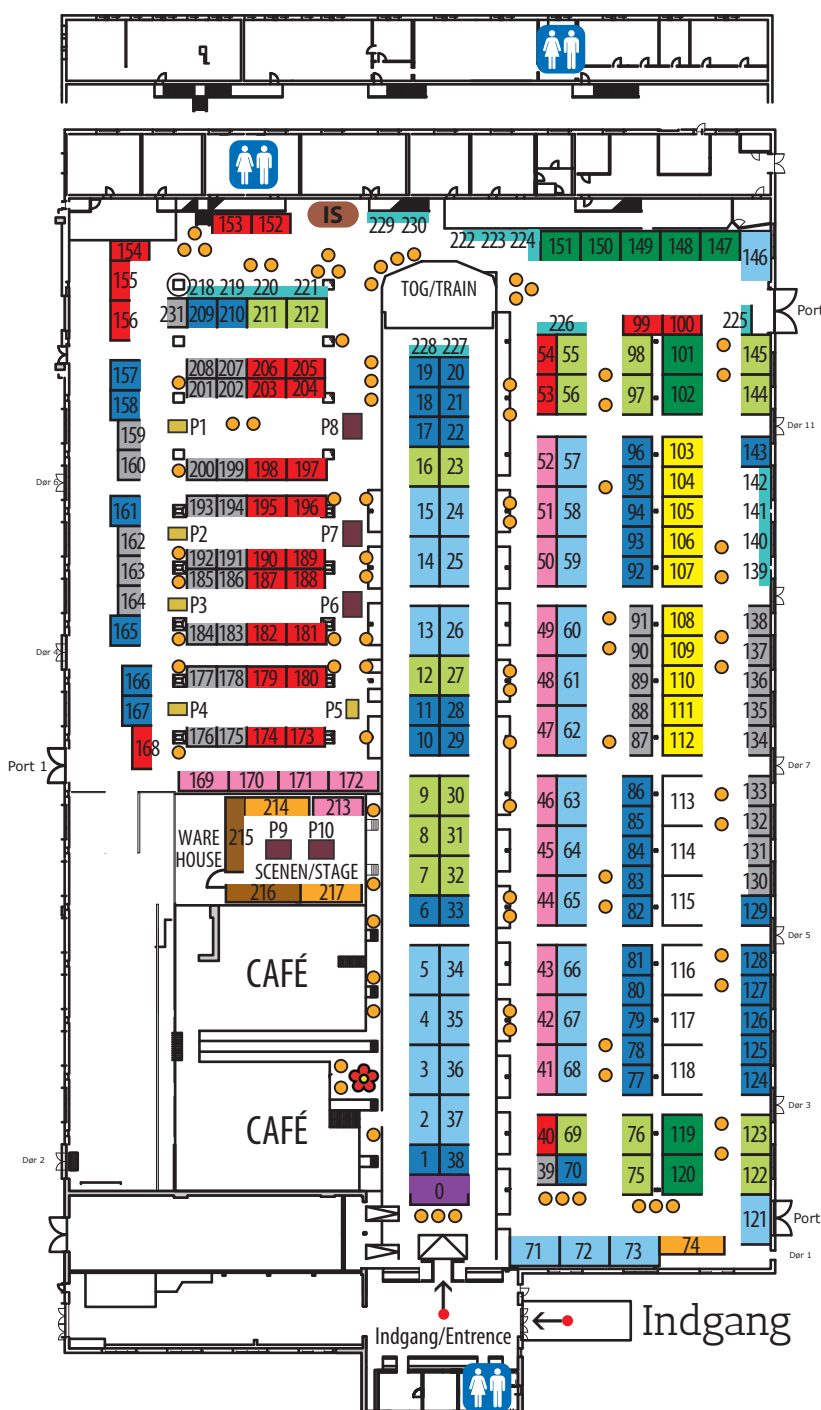 IS
153 152
229 230
222 223 224
151 150 149 148 147
146
154
155
156
TOG/TRAIN
218 219 220 221
231 209 210 211 212
225
Port
226
228 227
54 55
99 100
98 101
145
208 207 206 205
201 202 203 204
19 20
18 21
17 22
16 23
53 56
97 102
144
157
158
159
160
P1
P8
Dør 11
200 199 198 197
52 57
96 103
143
Dør 6
95 104
142
193 194 195 196
15 24
51 58
94 105
141
161
162
163
164
165
P2
P7
93 106
140
192 191 190 189
185 186 187 188
14 25
50 59
92 107
139
P3
P6
184 183 182 181
13 26
49 60
91 108
138
90 109
137
Dør 4
177 178 179 180
12 27
48 61
89 110
136
166
167
168
P4
P5
11 28
88 111
135
176 175 174 173
10 29
47 62
87 112
134
Port 1
Dør 7
169 170 171 172
9 30
46 63
86
113
133
214 213
215
85
132
WARE
HOUSE
P9 P10
8 31
45 64
84
114
131
SCENEN/STAGE
216 217
7 32
44 65
83
115
130
6 33
82
129
Dør 5
CAFÉ
5 34
43 66
81
116
128
80
127
4 35
42 67
79
117
126
78
125
3 36
41 68
77
118
124
Dør 3
CAFÉ
2 37
40 69
76 119
123
Dør 2
1 38
39 70
75 120
122
0
121
Port
71 72 73 74
Dør 1
Indgang/Entrence
Indgang